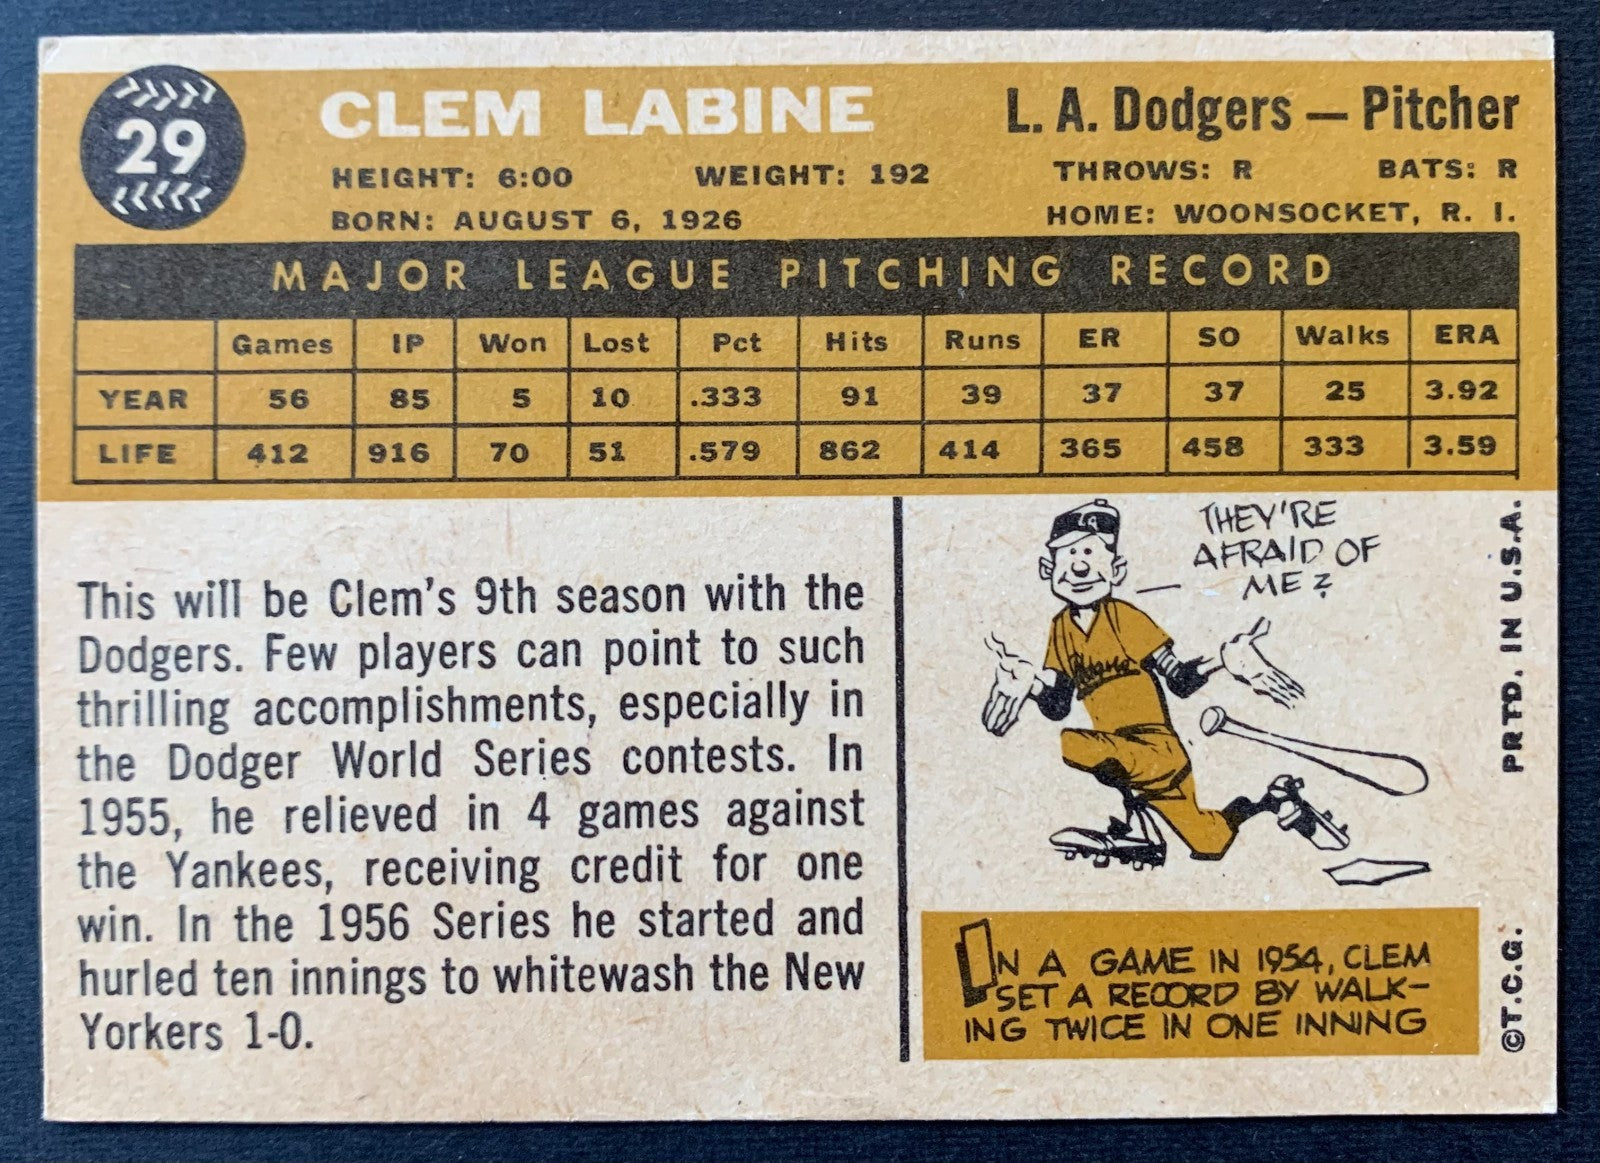 29
CLEM LABINE
L. A. Dodgers — Pitcher
HEIGHT: 6:00 WEIGHT: 192 THROWS: R BATS: R
BORN: AUGUST 6, 1926 HOME: WOONSOCKET, R. I.
MAJOR LEAGUE PITCHING RECORD
Games IP Won Lost Pct Hits Runs ER SO Walks ERA
YEAR 56 85 5 10 .333 91 39 37 37 25 3.92
LIFE 412 916 70 51 .579 862 414 365 458 333 3.59
This will be Clem's 9th season with the
Dodgers. Few players can point to such
thrilling accomplishments, especially in
the Dodger World Series contests. In
1955, he relieved in 4 games against
the Yankees, receiving credit for one
win. In the 1956 Series he started and
hurled ten innings to whitewash the New
Yorkers 1-0.
THEY'RE
AFRAID OF
ME?
IN A GAME IN 1954, CLEM
SET A RECORD BY WALK-
ING TWICE IN ONE INNING
©T.C.G. PRTD. IN U.S.A.